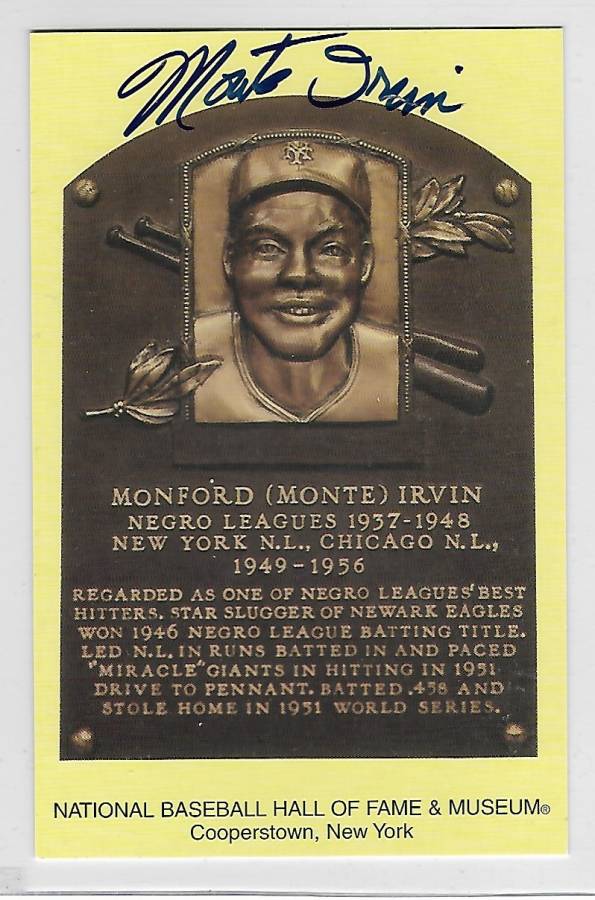 Monte Irvin
NY
MONFORD (MONTE) IRVIN
NEGRO LEAGUES 1937-1948
NEW YORK N.L., CHICAGO N.L.,
1949-1956
REGARDED AS ONE OF NEGRO LEAGUES' BEST
HITTERS. STAR SLUGGER OF NEWARK EAGLES
WON 1946 NEGRO LEAGUE BATTING TITLE.
LED N.L. IN RUNS BATTED IN AND PACED
"MIRACLE" GIANTS IN HITTING IN 1951
DRIVE TO PENNANT. BATTED .458 AND
STOLE HOME IN 1951 WORLD SERIES.
NATIONAL BASEBALL HALL OF FAME & MUSEUM®
Cooperstown, New York